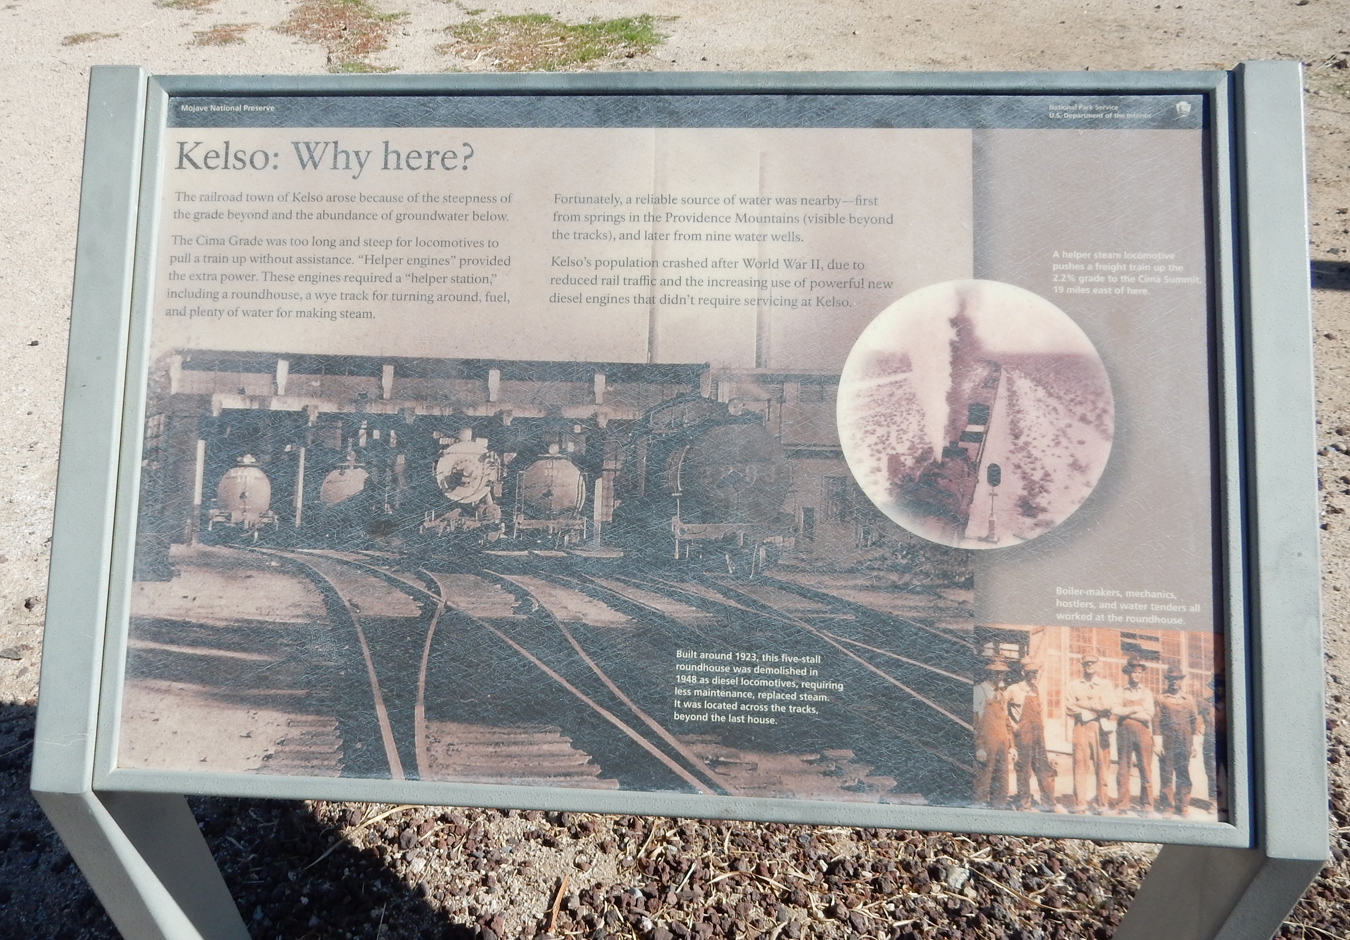 Mojave National Preserve
National Park Service
U.S. Department of the Interior
Kelso: Why here?
The railroad town of Kelso arose because of the steepness of
the grade beyond and the abundance of groundwater below.
The Cima Grade was too long and steep for locomotives to
pull a train up without assistance. “Helper engines” provided
the extra power. These engines required a “helper station,”
including a roundhouse, a wye track for turning around, fuel,
and plenty of water for making steam.
Fortunately, a reliable source of water was nearby—first
from springs in the Providence Mountains (visible beyond
the tracks), and later from nine water wells.
Kelso’s population crashed after World War II, due to
reduced rail traffic and the increasing use of powerful new
diesel engines that didn’t require servicing at Kelso.
A helper steam locomotive
pushes a freight train up the
2.2% grade to the Cima Summit,
19 miles east of here.
Boiler-makers, mechanics,
hostlers, and water tenders all
worked at the roundhouse.
Built around 1923, this five-stall
roundhouse was demolished in
1948 as diesel locomotives, requiring
less maintenance, replaced steam.
It was located across the tracks,
beyond the last house.